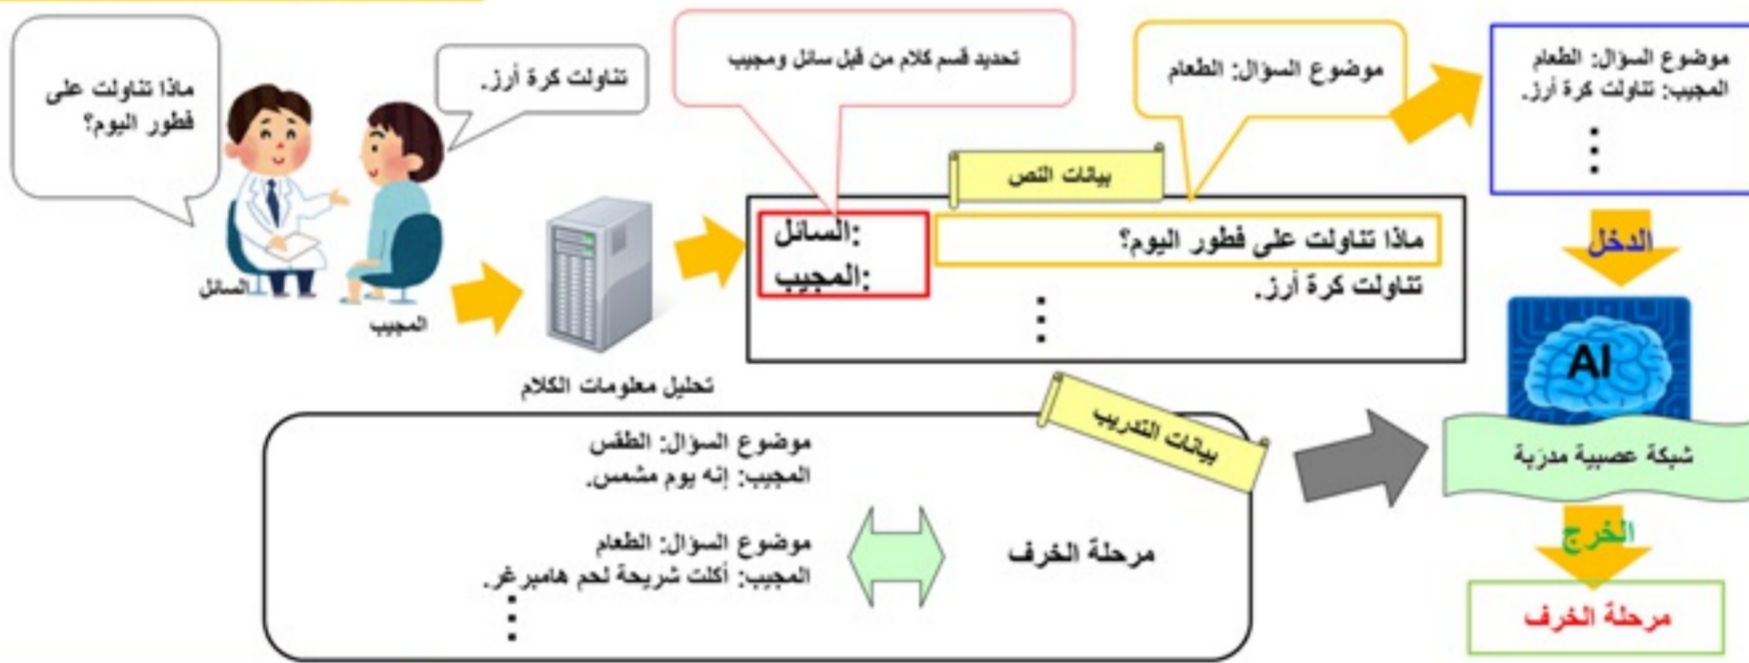 ماذا تناولت على
فطور اليوم؟
تناولت كرة أرز.
السائل
المجيب
تحليل معلومات الكلام
تحديد قسم كلام من قبل سائل ومجيب
موضوع السؤال: الطعام
بيانات النص
السائل:
ماذا تناولت على فطور اليوم؟
المجيب:
تناولت كرة أرز.
موضوع السؤال: الطعام
المجيب: تناولت كرة أرز.
الدخل
AI
شبكة عصبية مدرّبة
الخرج
مرحلة الخرف
بيانات التدريب
موضوع السؤال: الطقس
المجيب: إنه يوم مشمس.
موضوع السؤال: الطعام
المجيب: أكلت شريحة لحم هامبرغر.
مرحلة الخرف